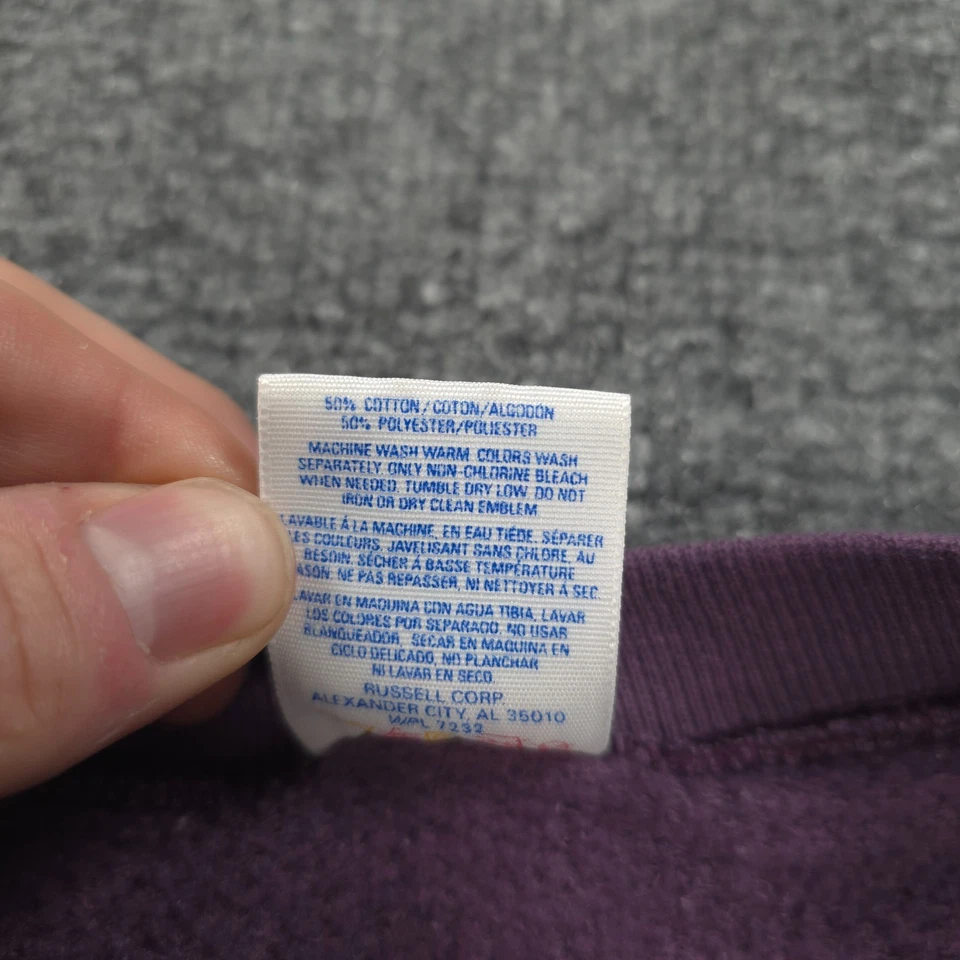 50% COTTON/COTON/ALGODON
50% POLYESTER/POLIESTER
MACHINE WASH WARM. COLORS WASH
SEPARATELY. ONLY NON-CHLORINE BLEACH
WHEN NEEDED. TUMBLE DRY LOW. DO NOT
IRON OR DRY CLEAN EMBLEM
LAVABLE À LA MACHINE, EN EAU TIÈDE, SÉPARER
LES COULEURS. JAVELISANT SANS CHLORE, AU
BESOIN. SÉCHER À BASSE TEMPÉRATURE
NE PAS REPASSER, NI NETTOYER À SEC.
LAVAR EN MAQUINA CON AGUA TIBIA, LAVAR
LOS COLORES POR SEPARADO. NO USAR
BLANQUEADOR. SECAR EN MAQUINA EN
CICLO DELICADO, NO PLANCHAR
NI LAVAR EN SECO.
RUSSELL CORP.
ALEXANDER CITY, AL 35010
WPL 7232